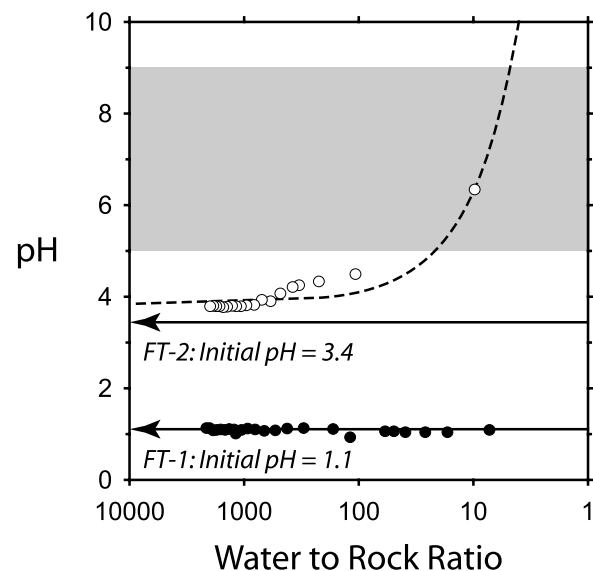 10
8
6
pH
4
FT-2: Initial pH = 3.4
2
FT-1: Initial pH = 1.1
0
10000 1000 100 10 1
Water to Rock Ratio